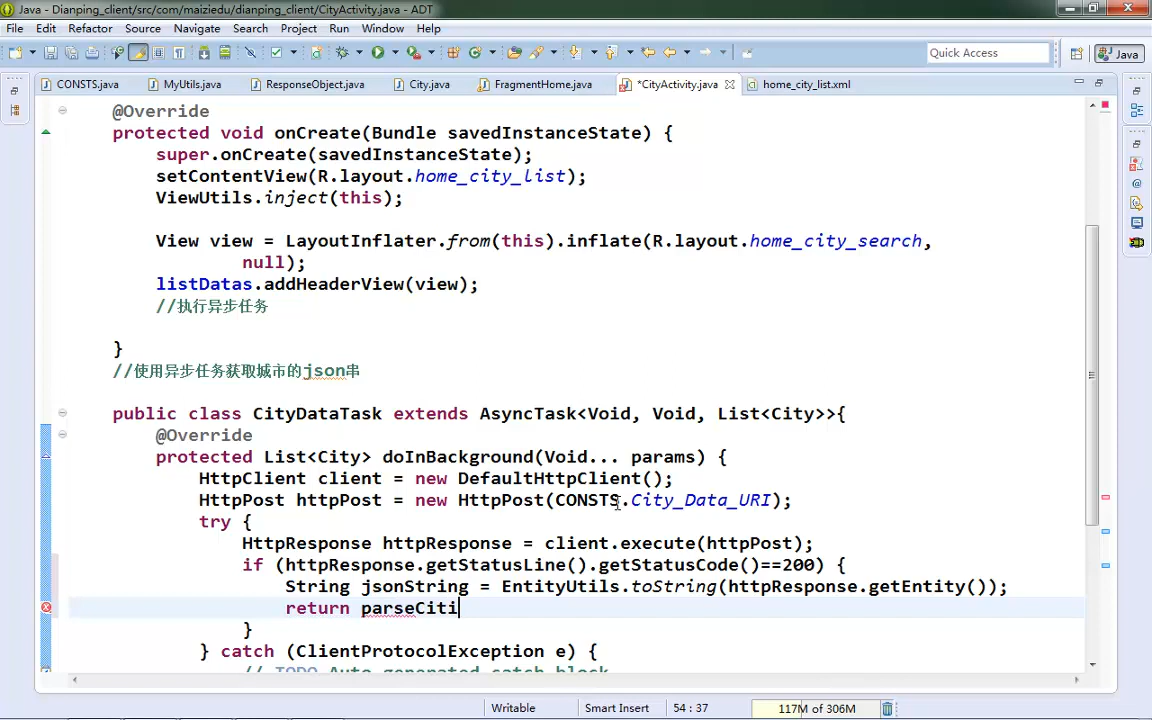 Java - Dianping_client/src/com/maiziedu/dianping_client/CityActivity.java - ADT
File Edit Refactor Source Navigate Search Project Run Window Help
Quick Access Java
CONSTS.java MyUtils.java ResponseObject.java City.java FragmentHome.java *CityActivity.java home_city_list.xml
@Override
protected void onCreate(Bundle savedInstanceState) {
super.onCreate(savedInstanceState);
setContentView(R.layout.home_city_list);
ViewUtils.inject(this);
View view = LayoutInflater.from(this).inflate(R.layout.home_city_search,
null);
listDatas.addHeaderView(view);
//执行异步任务
}
//使用异步任务获取城市的json串
public class CityDataTask extends AsyncTask<Void, Void, List<City>>{
@Override
protected List<City> doInBackground(Void... params) {
HttpClient client = new DefaultHttpClient();
HttpPost httpPost = new HttpPost(CONSTS.City_Data_URI);
try {
HttpResponse httpResponse = client.execute(httpPost);
if (httpResponse.getStatusLine().getStatusCode()==200) {
String jsonString = EntityUtils.toString(httpResponse.getEntity());
return parseCiti
}
} catch (ClientProtocolException e) {
// TODO Auto-generated catch block
Writable Smart Insert 54 : 37 117M of 306M